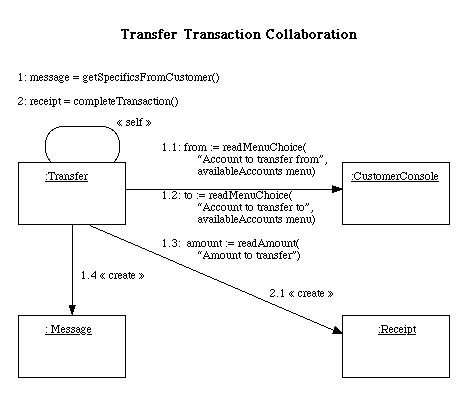 Transfer Transaction Collaboration
1: message = getSpecificsFromCustomer()
2: receipt = completeTransaction()
« self »
1.1: from := readMenuChoice(
“Account to transfer from”,
availableAccounts menu)
:Transfer
:CustomerConsole
1.2: to := readMenuChoice(
“Account to transfer to”,
availableAccounts menu)
1.3: amount := readAmount(
“Amount to transfer”)
1.4 « create »
2.1 « create »
: Message
:Receipt